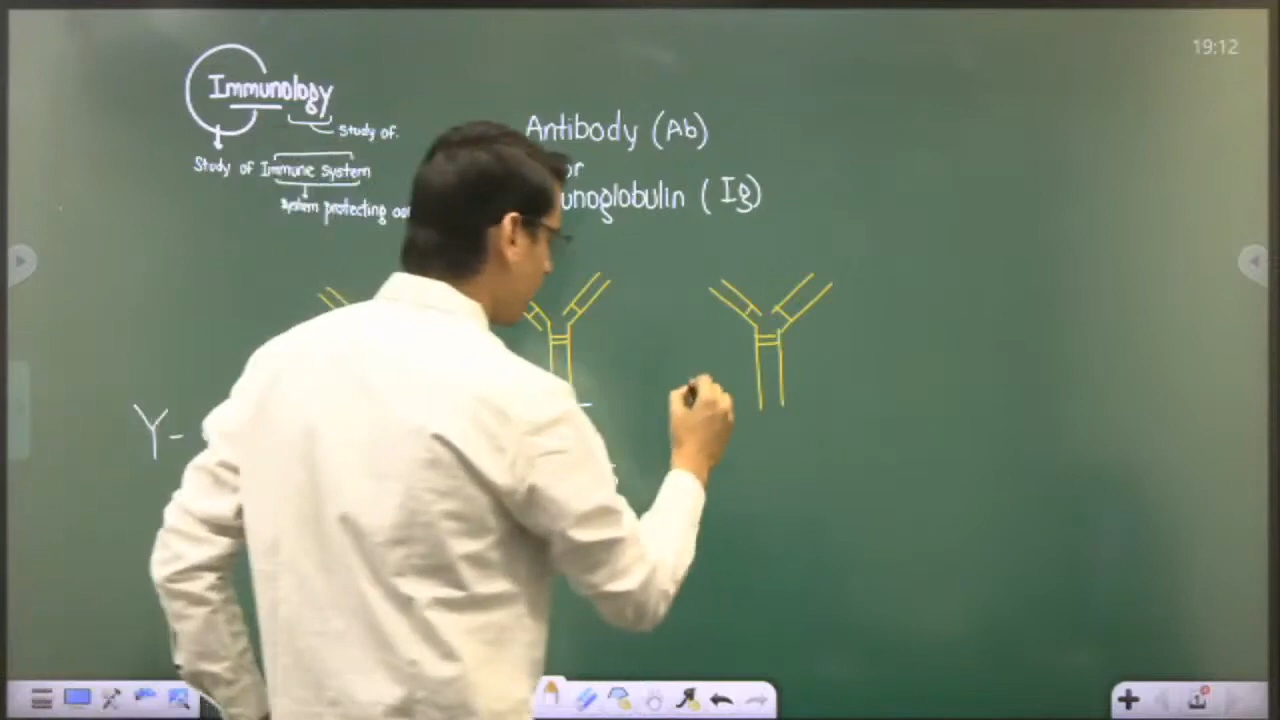 19:12
Immunology
Study of.
Study of Immune system
system protecting
Antibody (Ab)
or
unoglobulin (Ig)
Y-